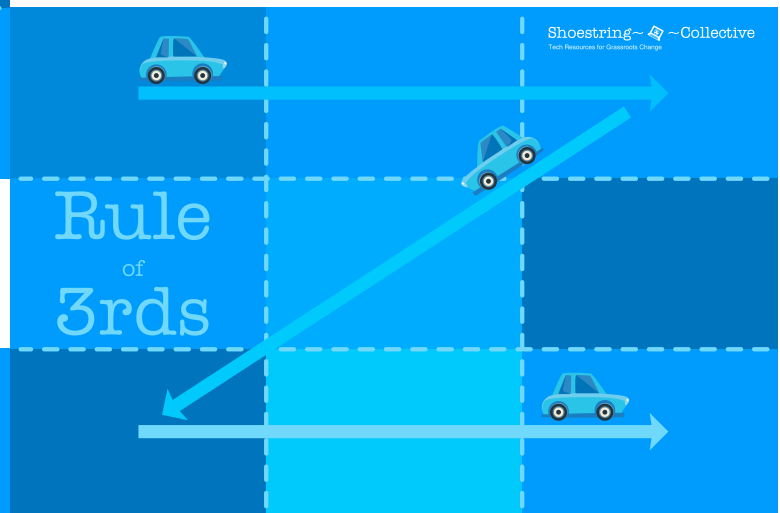 Shoestring~ ~Collective
Tech Resources for Grassroots Change
Rule
of
3rds